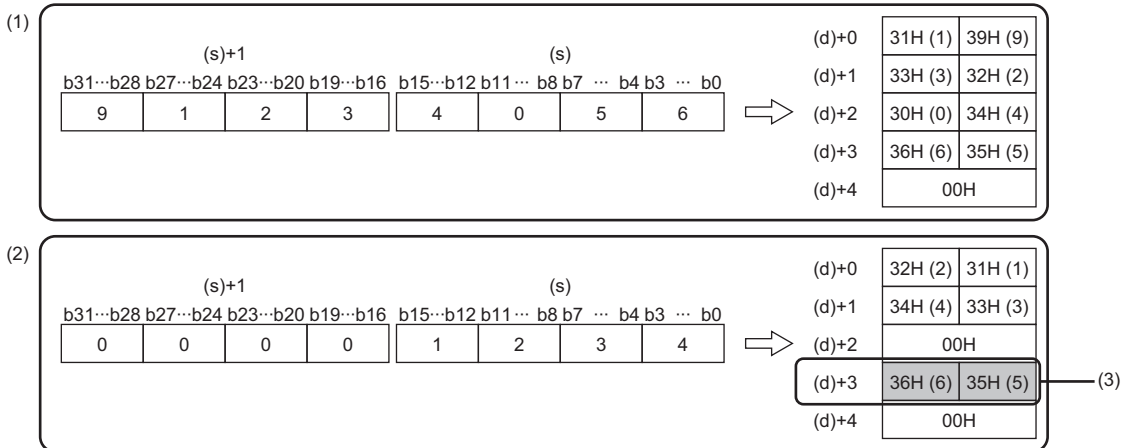 (1)
(s)+1 (s)
b31···b28 b27···b24 b23···b20 b19···b16 b15···b12 b11 ··· b8 b7 ··· b4 b3 ··· b0
9 1 2 3 4 0 5 6
(d)+0 31H (1) 39H (9)
(d)+1 33H (3) 32H (2)
(d)+2 30H (0) 34H (4)
(d)+3 36H (6) 35H (5)
(d)+4 00H
(2)
(s)+1 (s)
b31···b28 b27···b24 b23···b20 b19···b16 b15···b12 b11 ··· b8 b7 ··· b4 b3 ··· b0
0 0 0 0 1 2 3 4
(d)+0 32H (2) 31H (1)
(d)+1 34H (4) 33H (3)
(d)+2 00H
(d)+3 36H (6) 35H (5) (3)
(d)+4 00H